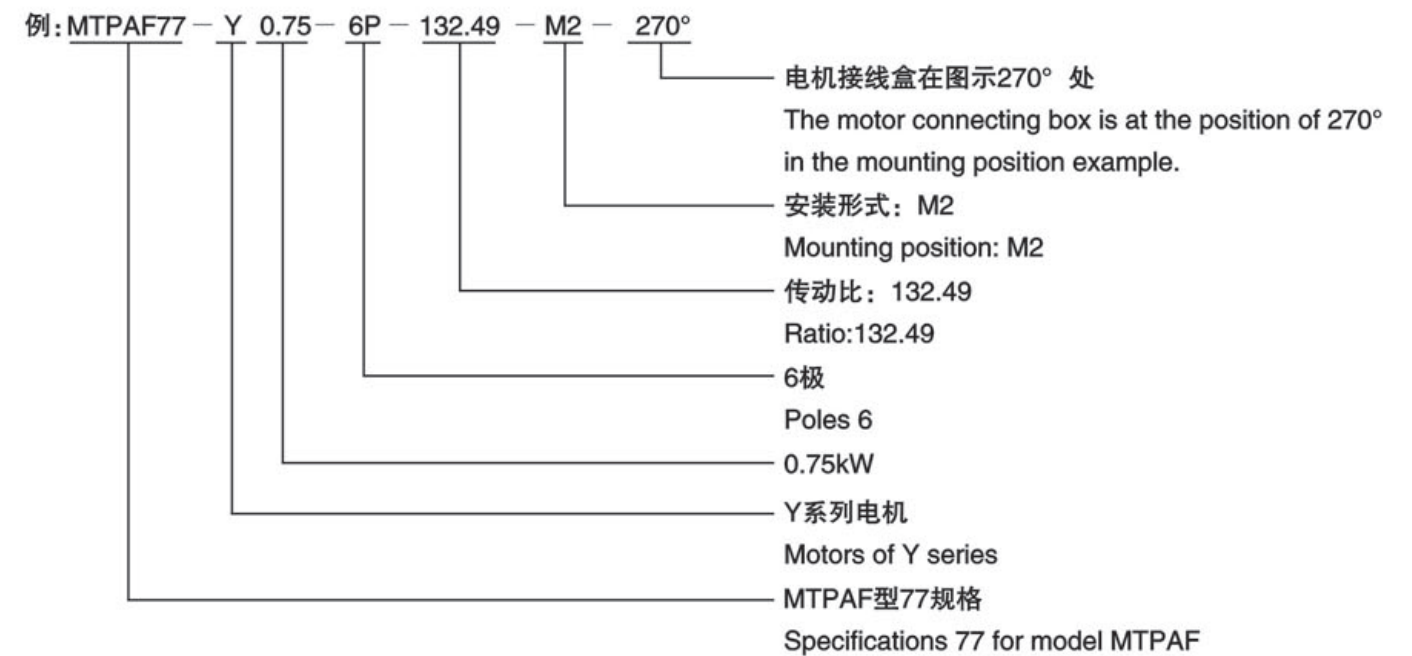 例:MTPAF77－Y 0.75－6P－132.49－M2－270°
电机接线盒在图示270° 处
The motor connecting box is at the position of 270°
in the mounting position example.
安装形式：M2
Mounting position: M2
传动比：132.49
Ratio:132.49
6极
Poles 6
0.75kW
Y系列电机
Motors of Y series
MTPAF型77规格
Specifications 77 for model MTPAF